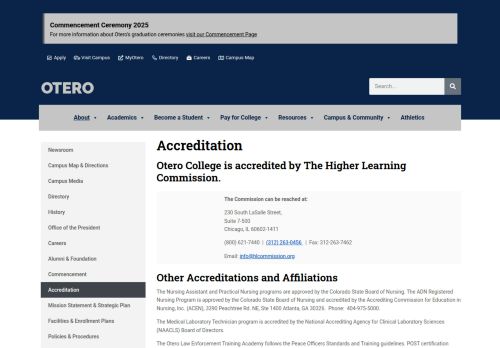 Commencement Ceremony 2025
For more information about Otero's graduation ceremonies visit our Commencement Page
Apply Visit Campus MyOtero Directory Careers Campus Map
OTERO
Search...
About Academics Become a Student Pay for College Resources Campus & Community Athletics
Newsroom
Campus Map & Directions
Campus Media
Directory
History
Office of the President
Careers
Alumni & Foundation
Commencement
Accreditation
Mission Statement & Strategic Plan
Facilities & Enrollment Plans
Policies & Procedures
Accreditation
Otero College is accredited by The Higher Learning
Commission.
The Commission can be reached at:
230 South LaSalle Street,
Suite 7-500
Chicago, IL 60602-1411
(800) 621-7440 | (312) 263-0456 | Fax: 312-263-7462
Email: info@hlcommission.org
Other Accreditations and Affiliations
The Nursing Assistant and Practical Nursing programs are approved by the Colorado State Board of Nursing. The ADN Registered
Nursing Program is approved by the Colorado State Board of Nursing and accredited by the Accrediting Commission for Education in
Nursing, Inc. (ACEN), 3390 Peachtree Rd. NE, Ste 1400 Atlanta, GA 30326. Phone: 404-975-5000.
The Medical Laboratory Technician program is accredited by the National Accrediting Agency for Clinical Laboratory Sciences
(NAACLS) Board of Directors.
The Otero Law Enforcement Training Academy follows the Peace Officers Standards and Training guidelines. POST certification